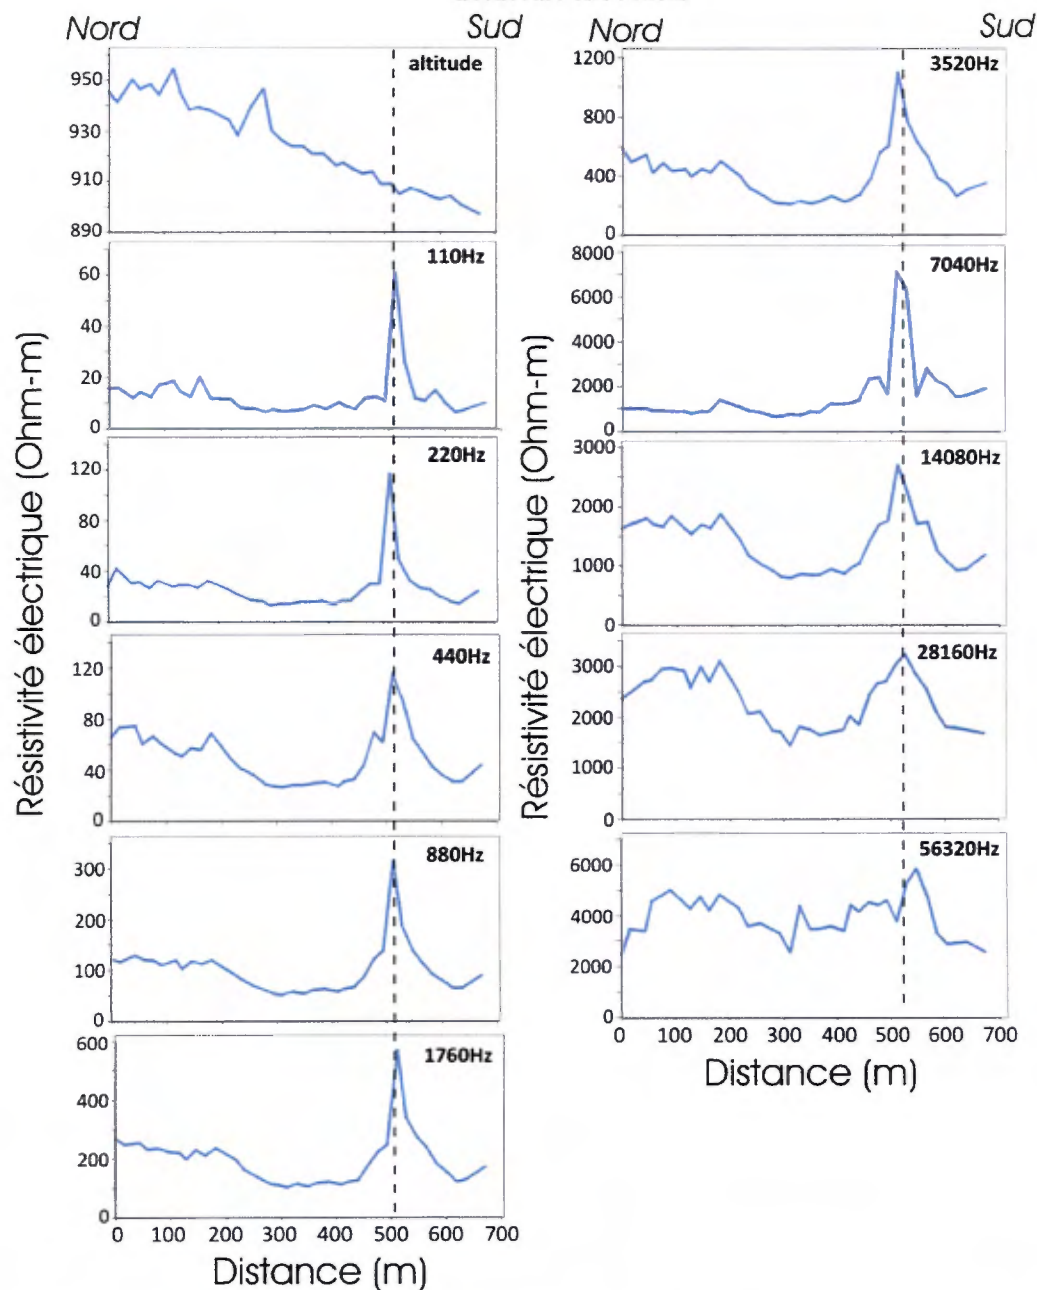 Nord Sud
altitude
950
930
910
890
110Hz
60
40
20
0
220Hz
120
80
40
0
440Hz
120
80
40
0
880Hz
300
200
100
0
1760Hz
600
400
200
0
0 100 200 300 400 500 600 700
Distance (m)
Résistivité électrique (Ohm-m)
Nord Sud
3520Hz
1200
800
400
0
7040Hz
8000
6000
4000
2000
0
14080Hz
3000
2000
1000
0
28160Hz
3000
2000
1000
0
56320Hz
6000
4000
2000
0
0 100 200 300 400 500 600 700
Distance (m)
Résistivité électrique (Ohm-m)